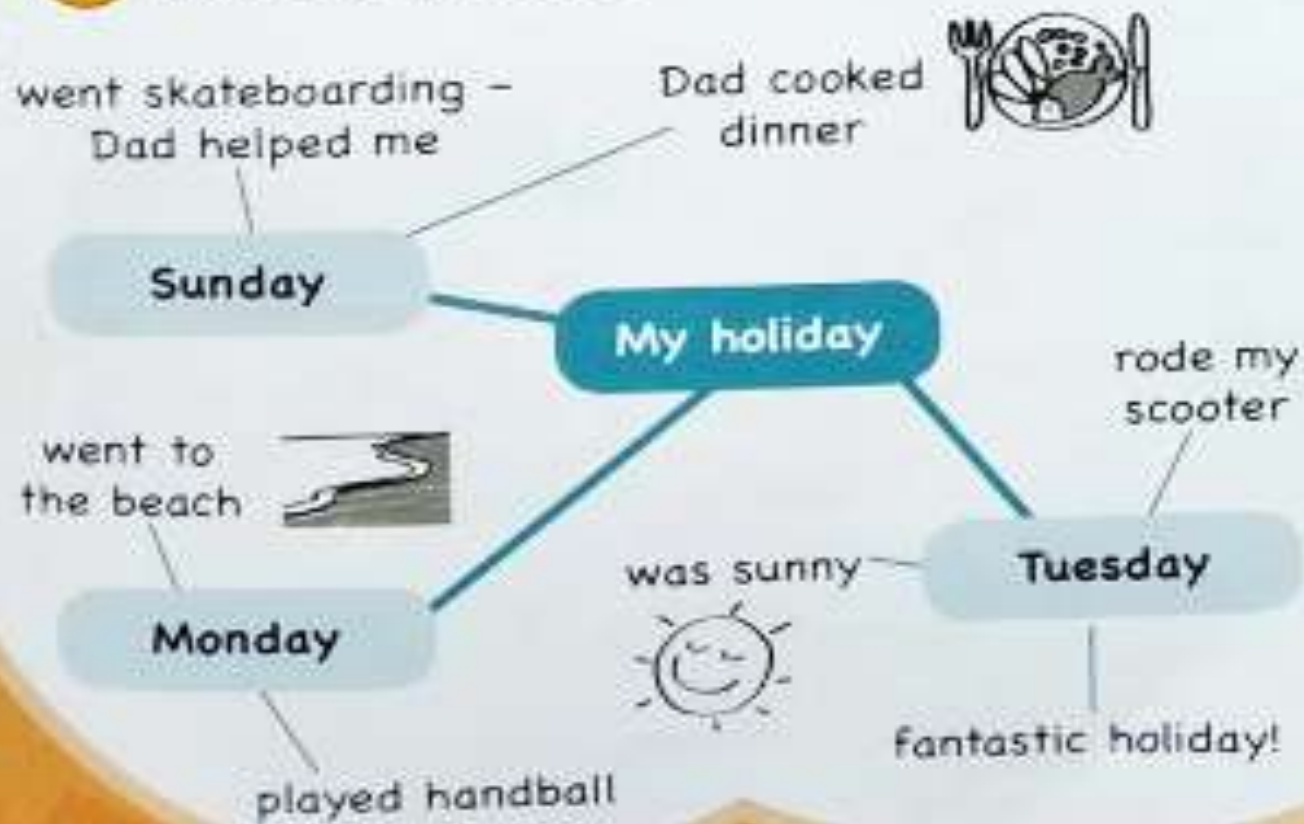 went skateboarding –
Dad helped me
Dad cooked
dinner
Sunday
My holiday
rode my
scooter
went to
the beach
was sunny
Tuesday
Monday
fantastic holiday!
played handball